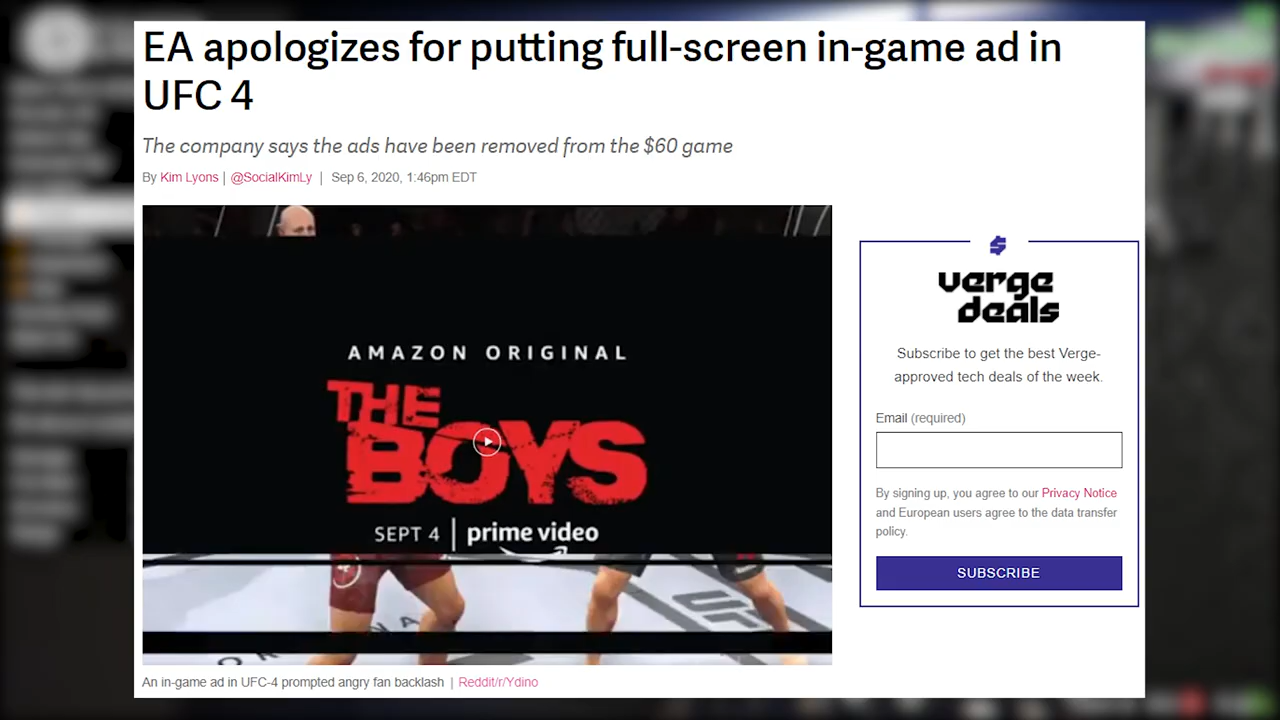 EA apologizes for putting full-screen in-game ad in
UFC 4
The company says the ads have been removed from the $60 game
By Kim Lyons | @SocialKimLy | Sep 6, 2020, 1:46pm EDT
AMAZON ORIGINAL
THE
BOYS
SEPT 4 | prime video
UFC
An in-game ad in UFC-4 prompted angry fan backlash | Reddit/r/Ydino
verge
deals
Subscribe to get the best Verge-
approved tech deals of the week.
Email (required)
By signing up, you agree to our Privacy Notice
and European users agree to the data transfer
policy.
SUBSCRIBE